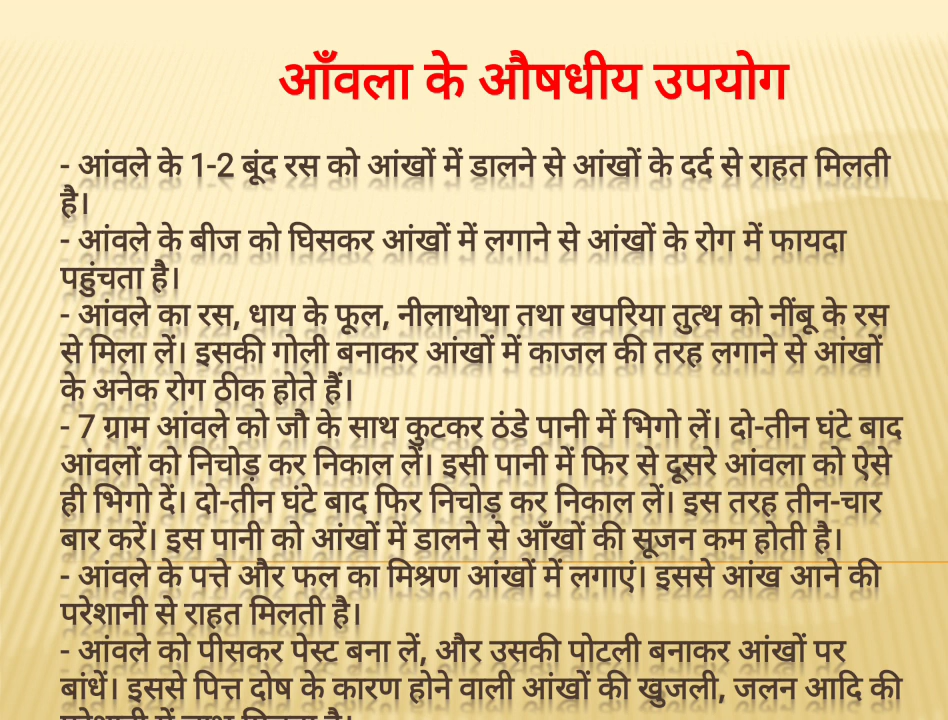 आँवला के औषधीय उपयोग
- आंवले के 1-2 बूंद रस को आंखों में डालने से आंखों के दर्द से राहत मिलती
है।
- आंवले के बीज को घिसकर आंखों में लगाने से आंखों के रोग में फायदा
पहुंचता है।
- आंवले का रस, धाय के फूल, नीलाथोथा तथा खपरिया तुत्थ को नींबू के रस
से मिला लें। इसकी गोली बनाकर आंखों में काजल की तरह लगाने से आंखों
के अनेक रोग ठीक होते हैं।
- 7 ग्राम आंवले को जौ के साथ कुटकर ठंडे पानी में भिगो लें। दो-तीन घंटे बाद
आंवलों को निचोड़ कर निकाल लें। इसी पानी में फिर से दूसरे आंवला को ऐसे
ही भिगो दें। दो-तीन घंटे बाद फिर निचोड़ कर निकाल लें। इस तरह तीन-चार
बार करें। इस पानी को आंखों में डालने से आँखों की सूजन कम होती है।
- आंवले के पत्ते और फल का मिश्रण आंखों में लगाएं। इससे आंख आने की
परेशानी से राहत मिलती है।
- आंवले को पीसकर पेस्ट बना लें, और उसकी पोटली बनाकर आंखों पर
बांधें। इससे पित्त दोष के कारण होने वाली आंखों की खुजली, जलन आदि की